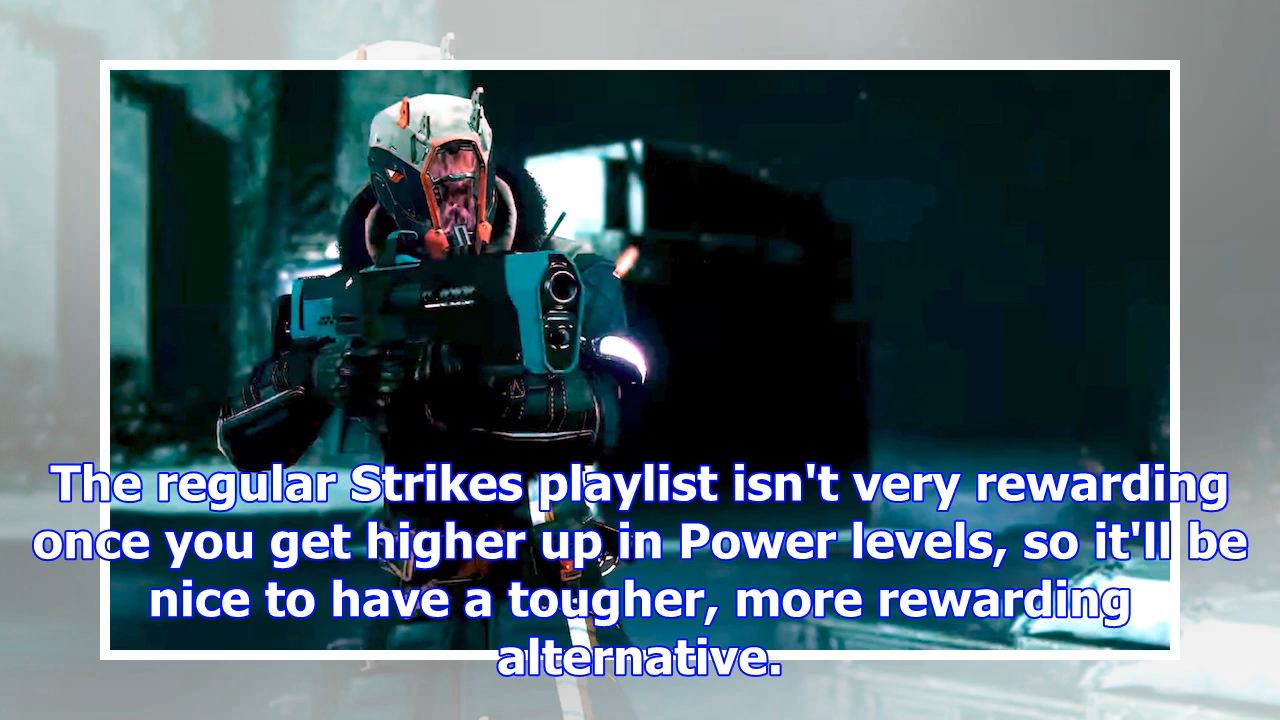 The regular Strikes playlist isn't very rewarding
once you get higher up in Power levels, so it'll be
nice to have a tougher, more rewarding
alternative.